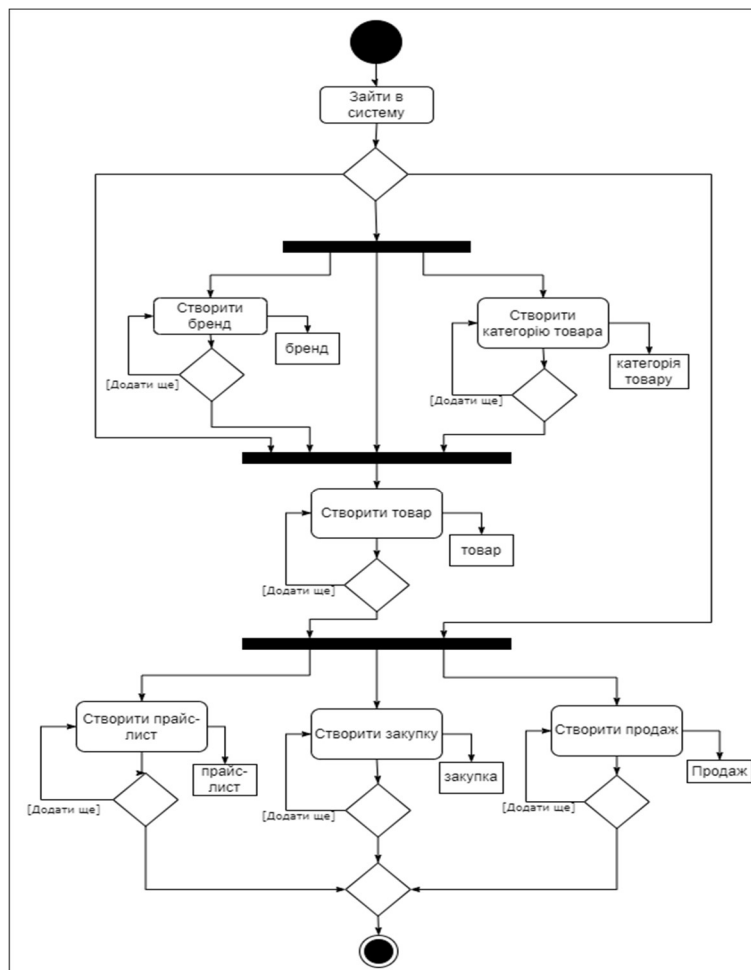 Зайти в
систему
Створити
бренд
бренд
[Додати ще]
Створити
категорію товара
категорія
товару
[Додати ще]
Створити товар
товар
[Додати ще]
Створити прайс-
лист
прайс-
лист
[Додати ще]
Створити закупку
закупка
[Додати ще]
Створити продаж
Продаж
[Додати ще]